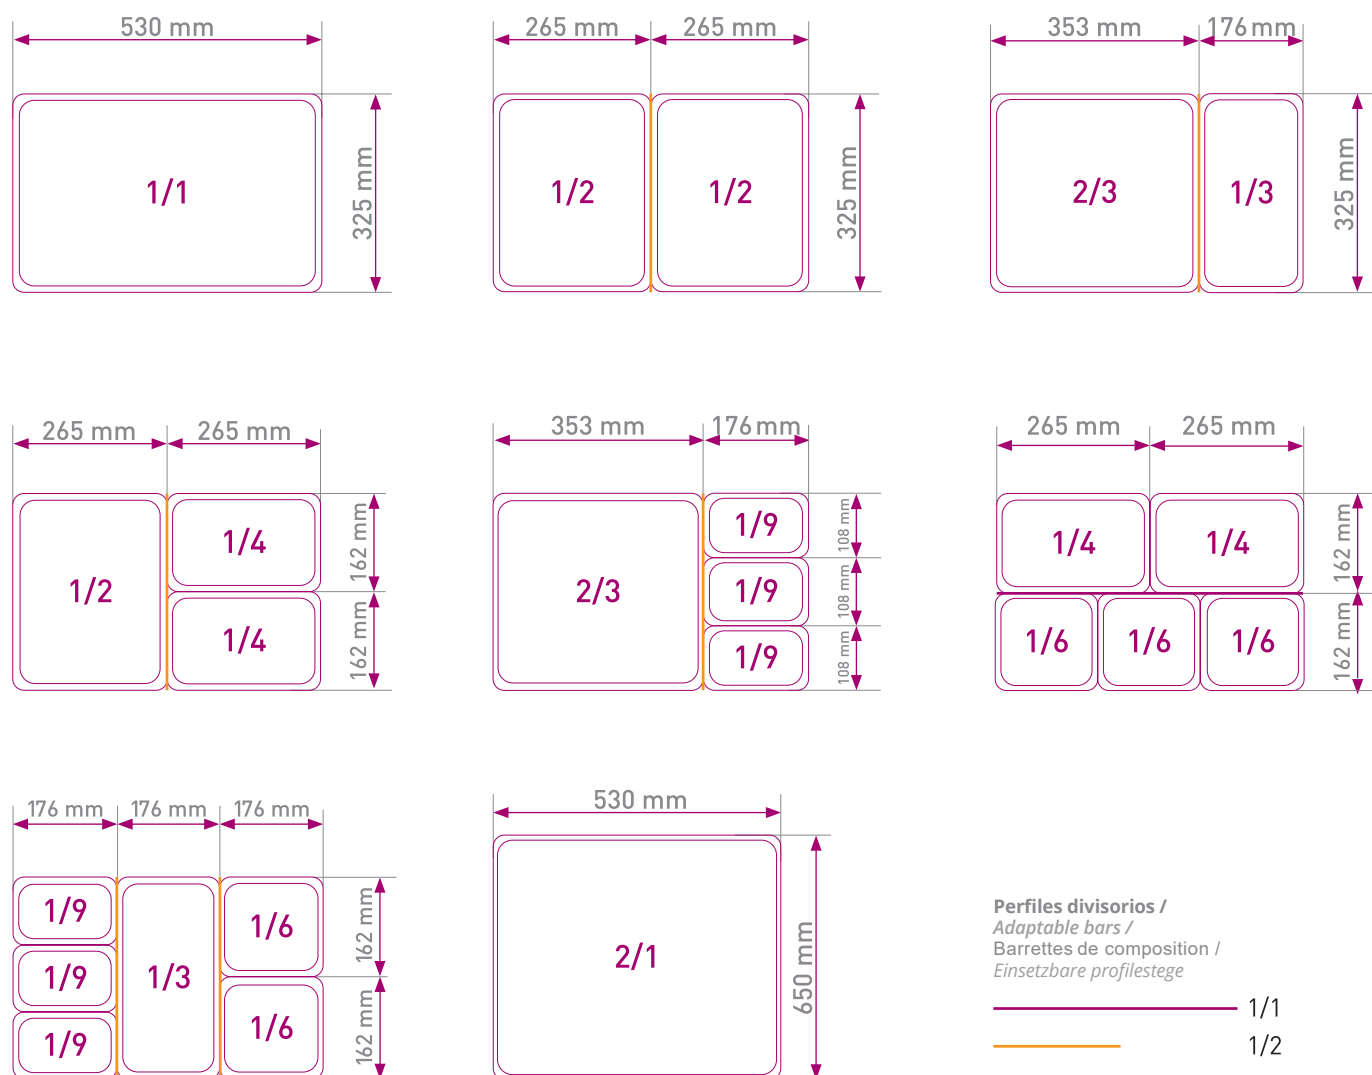 530 mm
265 mm 265 mm
353 mm 176 mm
1/1
325 mm
1/2 1/2
325 mm
2/3 1/3
325 mm
265 mm 265 mm
353 mm 176 mm
265 mm 265 mm
1/2
1/4
1/4
162 mm
162 mm
2/3
1/9
1/9
1/9
108 mm
108 mm
108 mm
1/4 1/4
1/6 1/6 1/6
162 mm
162 mm
176 mm 176 mm 176 mm
1/9
1/9
1/9
1/3
1/6
1/6
162 mm
162 mm
530 mm
2/1
650 mm
Perfiles divisorios /
Adaptable bars /
Barrettes de composition /
Einsetzbare profilestege
1/1
1/2